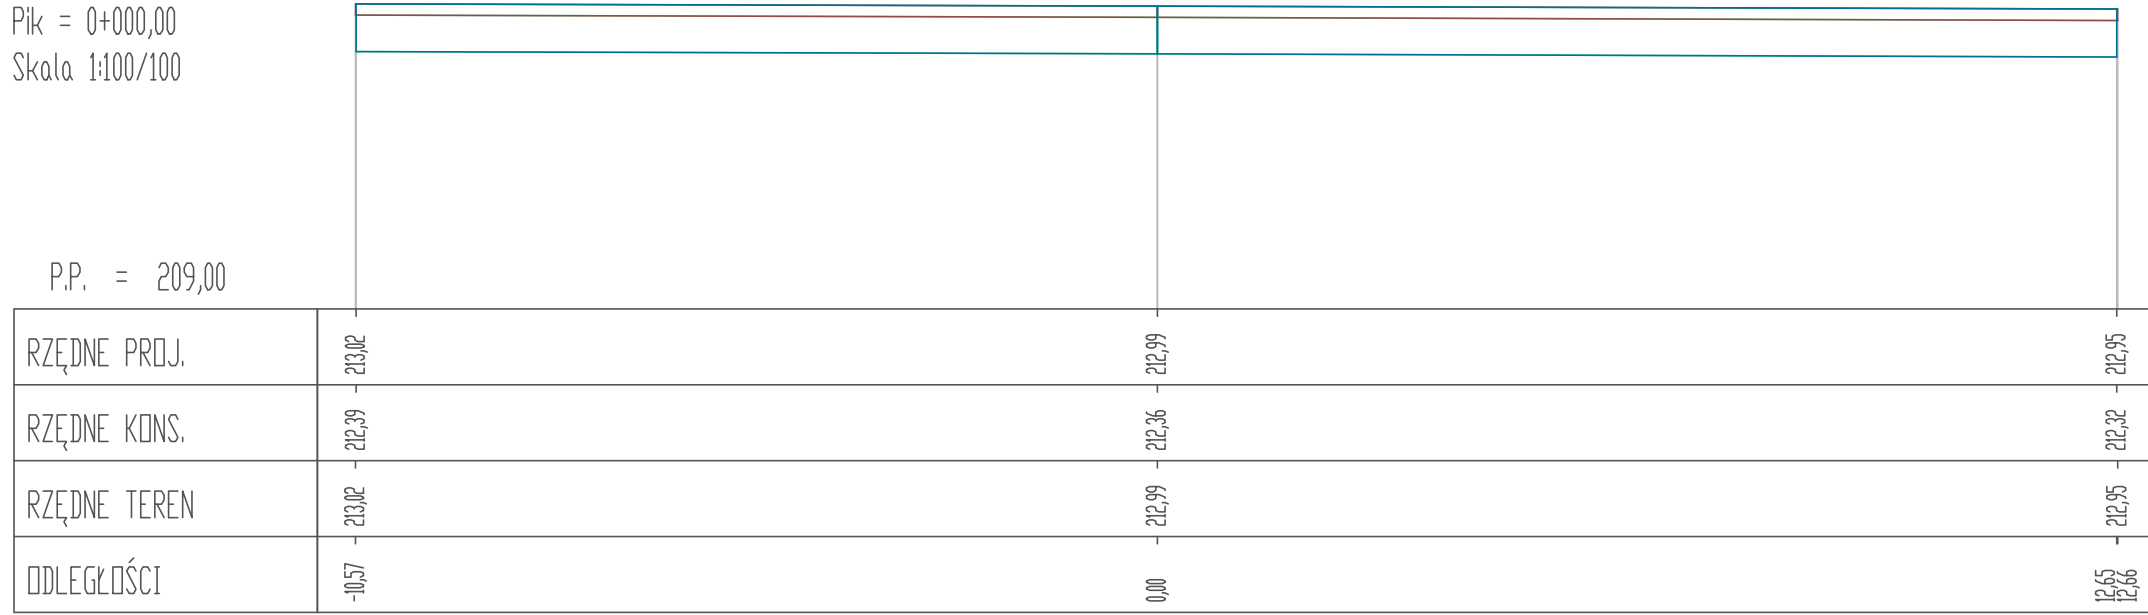 Pik = 0+000,00
Skala 1:100/100
P.P. = 209,00
RZĘDNE PROJ. 213,02 212,99 212,95
RZĘDNE KONS. 212,39 212,36 212,32
RZĘDNE TEREN 213,02 212,99 212,95
ODLEGŁOŚCI -10,57 0,00 12,65 12,66